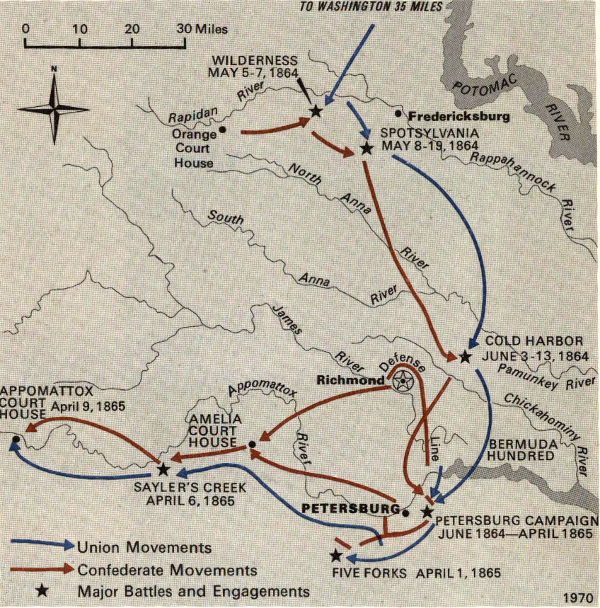 TO WASHINGTON 35 MILES
0 10 20 30 Miles
N
WILDERNESS
MAY 5-7, 1864
POTOMAC
RIVER
Rapidan
River
Fredericksburg
Orange
Court
House
SPOTSYLVANIA
MAY 8-19, 1864
Rappahannock
River
North
Anna
River
South
Anna
River
James
River
COLD HARBOR
JUNE 3-13, 1864
Pamunkey River
Defense
Line
Richmond
Chickahominy
River
APPOMATTOX
COURT
HOUSE
April 9, 1865
Appomattox
River
AMELIA
COURT
HOUSE
BERMUDA
HUNDRED
SAYLER'S CREEK
APRIL 6, 1865
PETERSBURG
PETERSBURG CAMPAIGN
JUNE 1864—APRIL 1865
Union Movements
Confederate Movements
Major Battles and Engagements
FIVE FORKS APRIL 1, 1865
1970